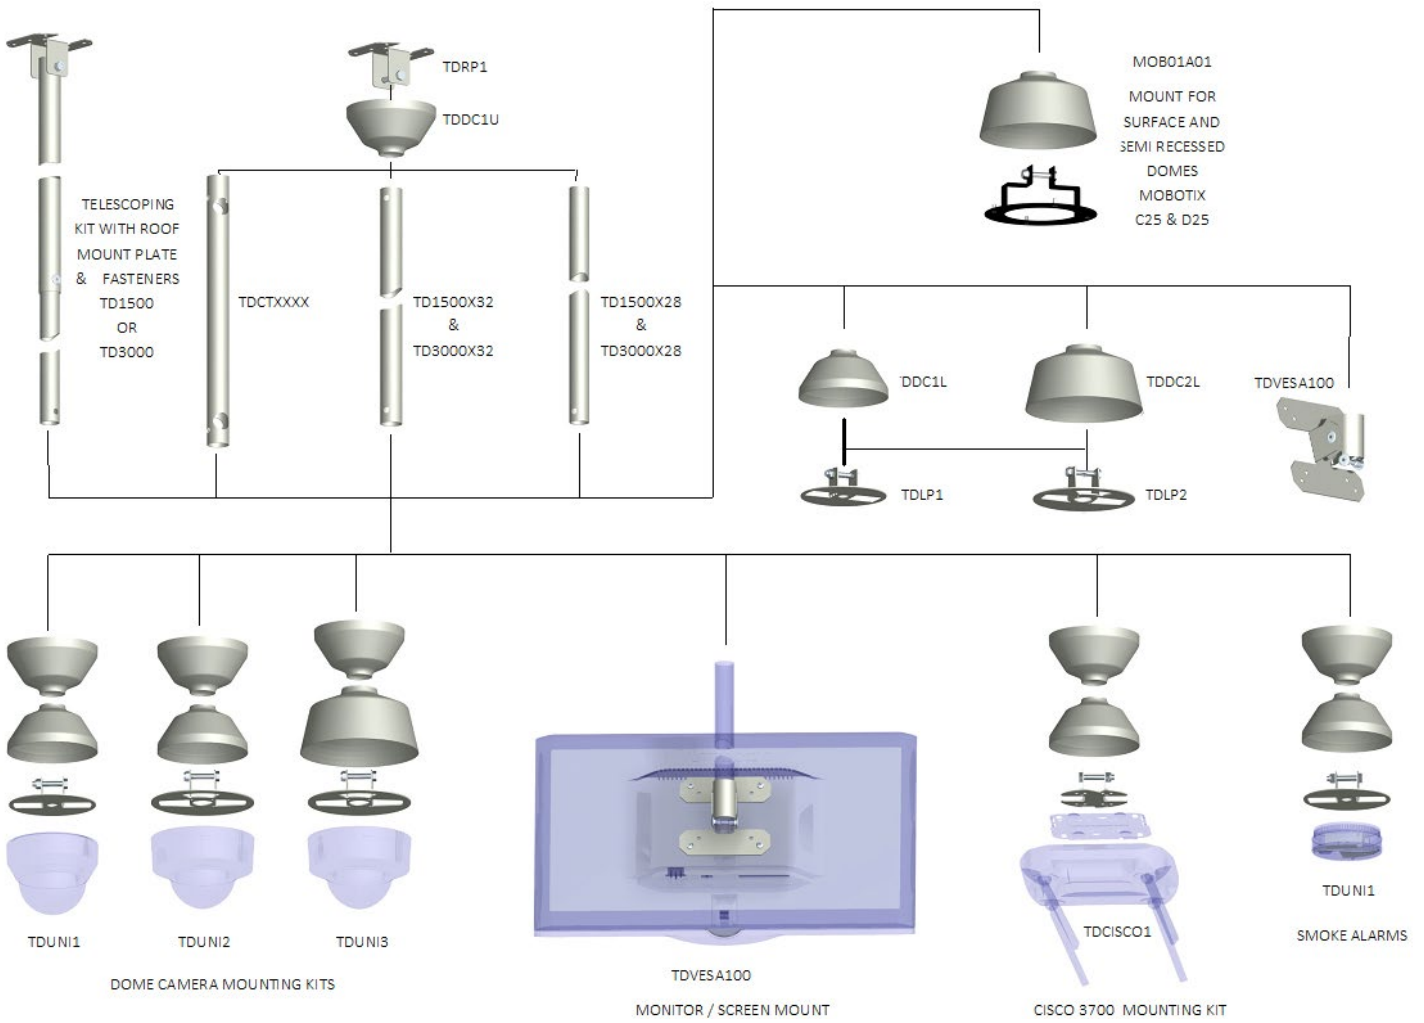 TDRP1
TDDC1U
MOB01A01
MOUNT FOR
SURFACE AND
SEMI RECESSED
DOMES
MOBOTIX
C25 & D25
TELESCOPING
KIT WITH ROOF
MOUNT PLATE
& FASTENERS
TD1500
OR
TD3000
TDCTXXXX
TD1500X32
&
TD3000X32
TD1500X28
&
TD3000X28
DDC1L
TDDC2L
TDVESA100
TDLP1
TDLP2
TDUNI1
TDUNI2
TDUNI3
DOME CAMERA MOUNTING KITS
TDVESA100
MONITOR / SCREEN MOUNT
TDCISCO1
CISCO 3700 MOUNTING KIT
TDUNI1
SMOKE ALARMS